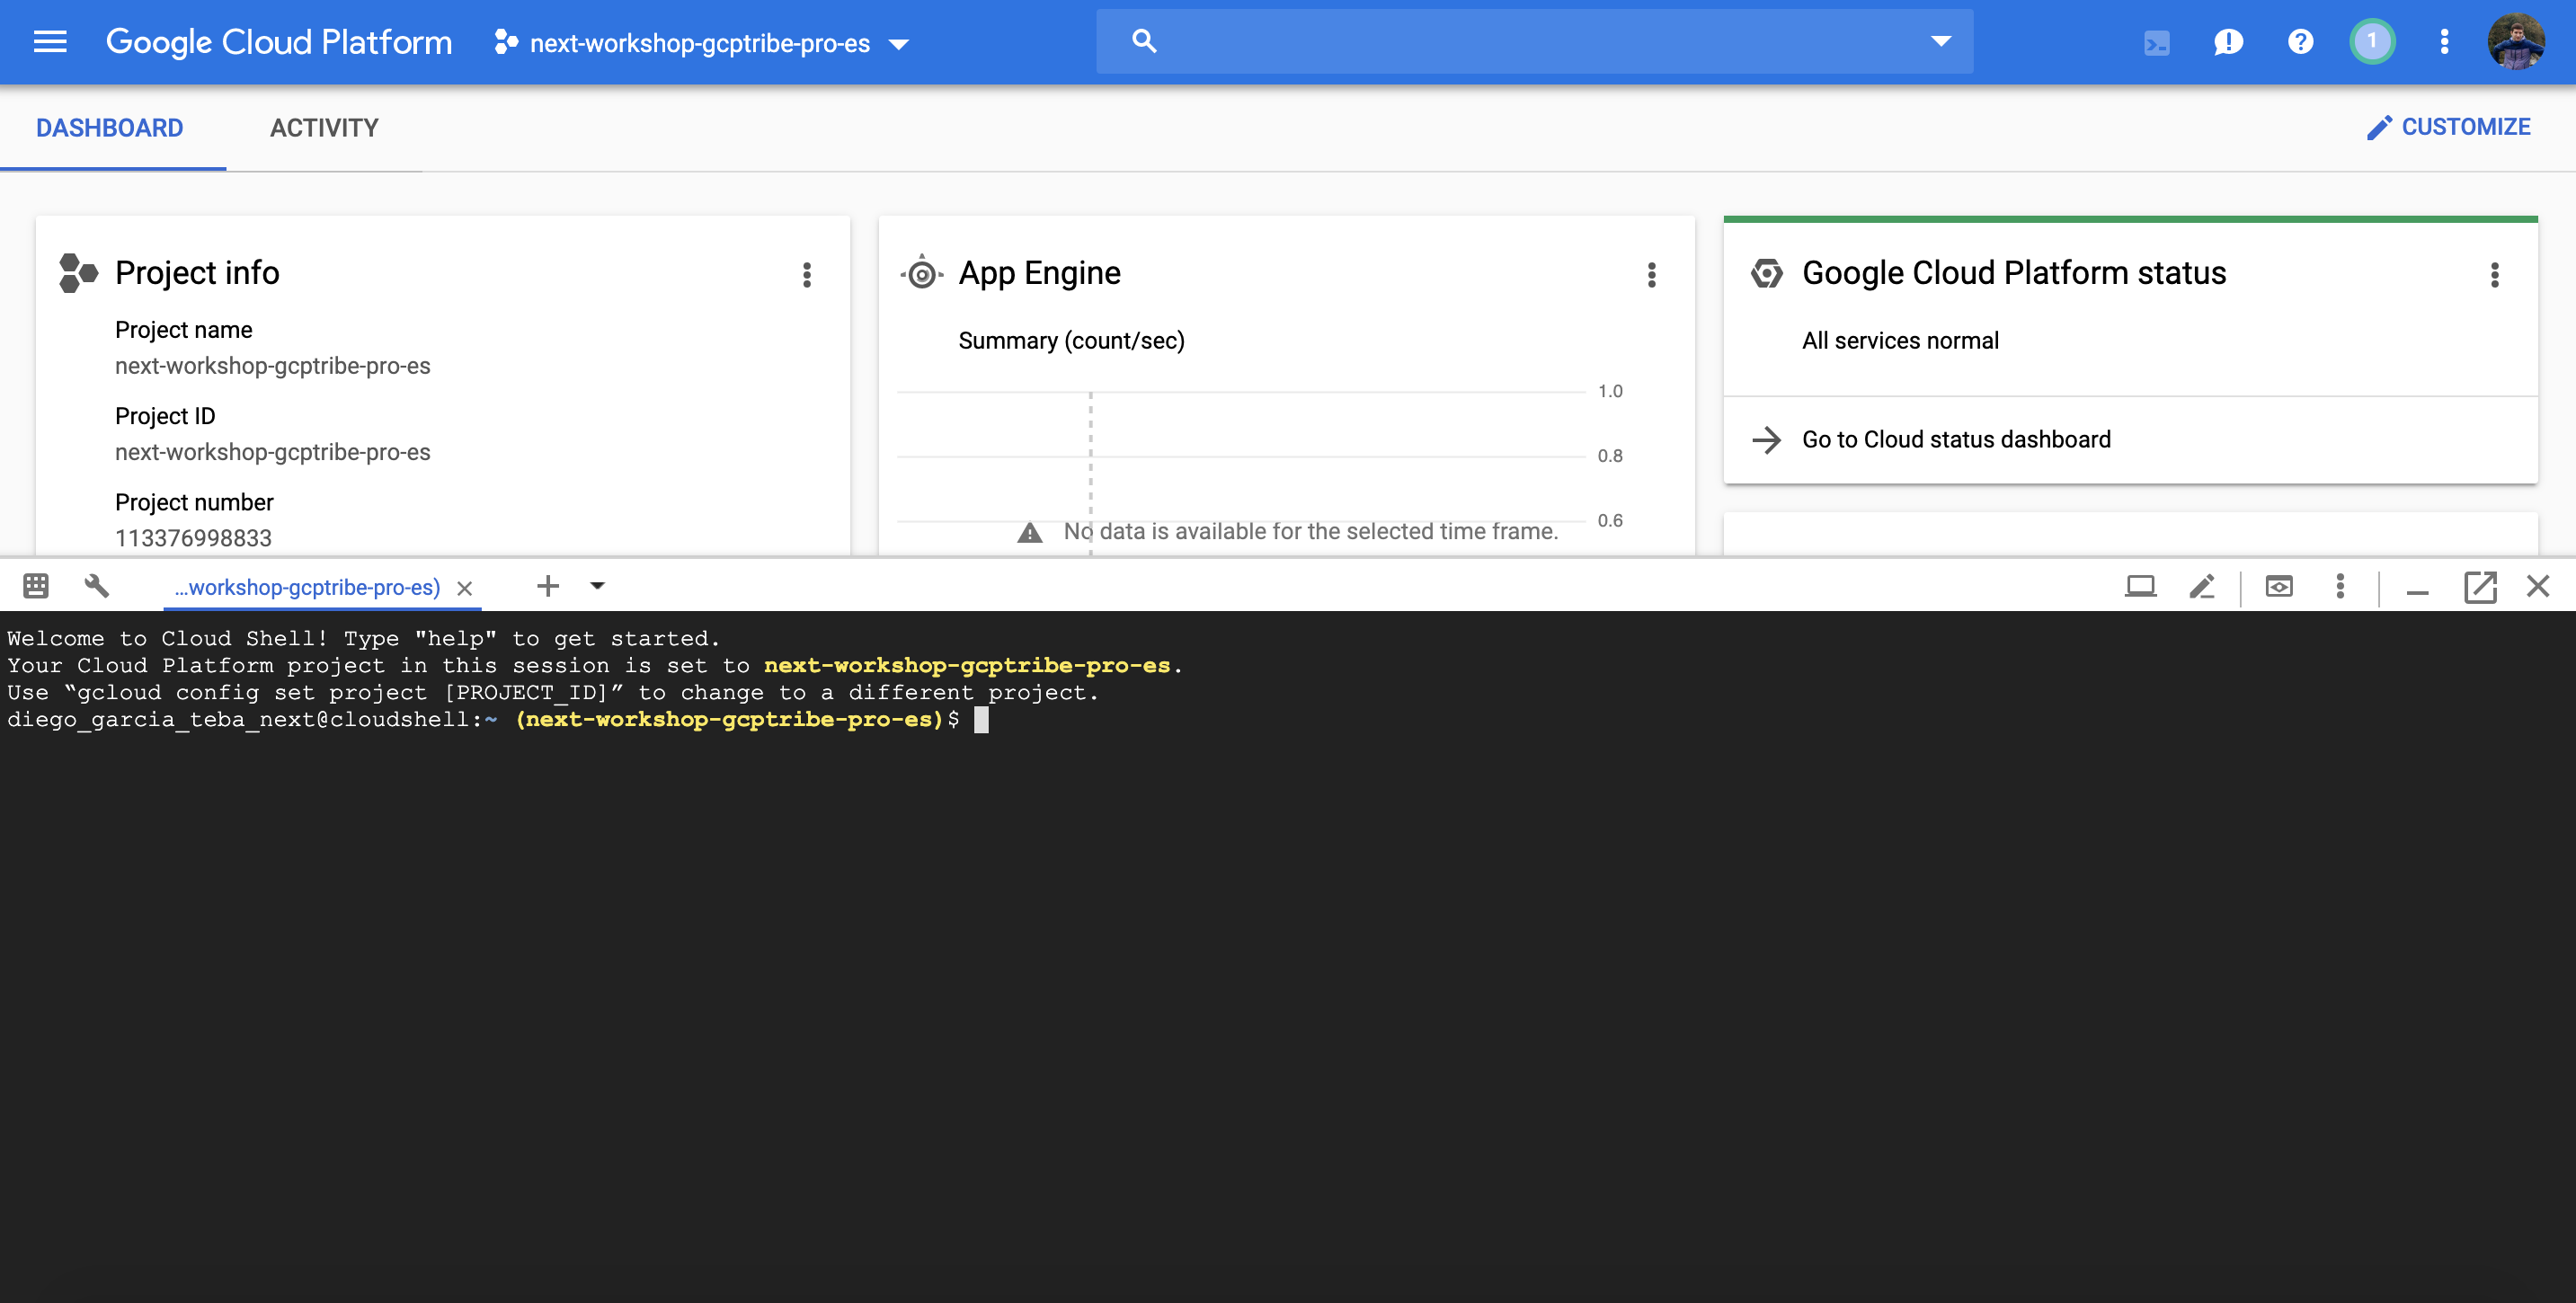 Google Cloud Platform
next-workshop-gcptribe-pro-es
1
DASHBOARD
ACTIVITY
CUSTOMIZE
Project info
Project name
next-workshop-gcptribe-pro-es
Project ID
next-workshop-gcptribe-pro-es
Project number
113376998833
App Engine
Summary (count/sec)
1.0
0.8
0.6
No data is available for the selected time frame.
Google Cloud Platform status
All services normal
Go to Cloud status dashboard
...workshop-gcptribe-pro-es)
Welcome to Cloud Shell! Type "help" to get started.
Your Cloud Platform project in this session is set to next-workshop-gcptribe-pro-es.
Use “gcloud config set project [PROJECT_ID]” to change to a different project.
diego_garcia_teba_next@cloudshell:~ (next-workshop-gcptribe-pro-es)$